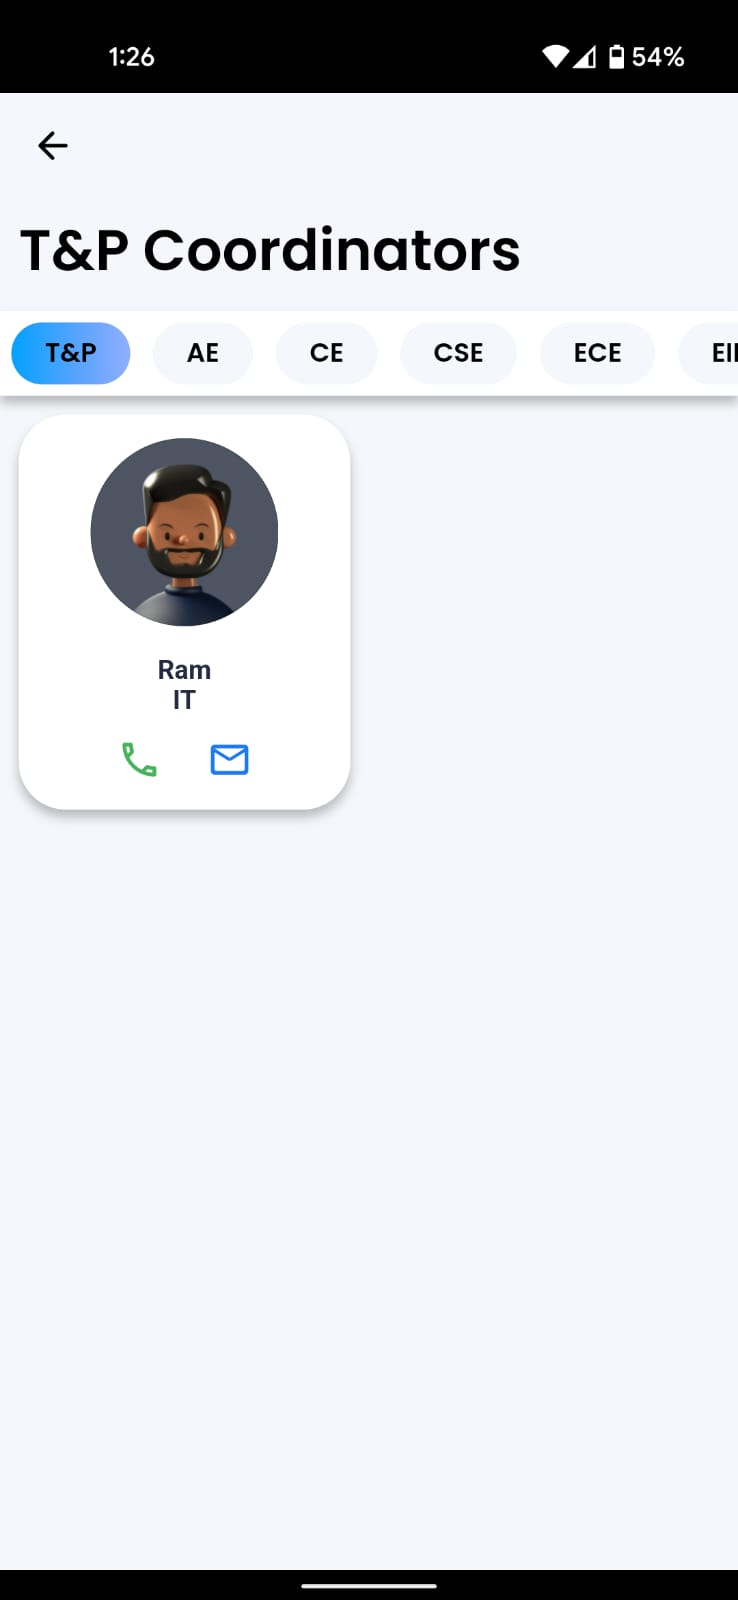 1:26
54%
T&P Coordinators
T&P AE CE CSE ECE
Ram
IT